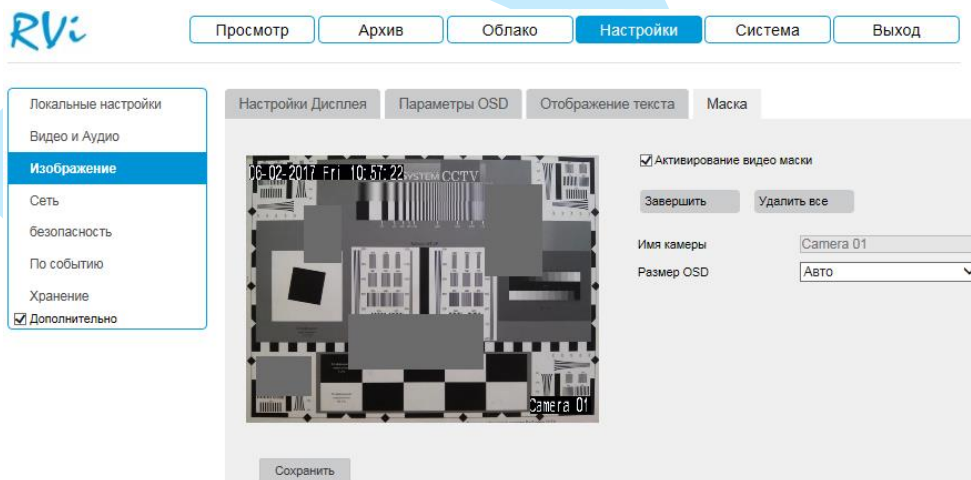 RVi
Просмотр Архив Облако Настройки Система Выход
Локальные настройки
Видео и Аудио
Изображение
Сеть
безопасность
По событию
Хранение
Дополнительно
Настройки Дисплея Параметры OSD Отображение текста Маска
06-02-2017 Fri 10:57:22
SYSTEM CCTV
Camera 01
Активирование видео маски
Завершить Удалить все
Имя камеры Camera 01
Размер OSD Авто
Сохранить